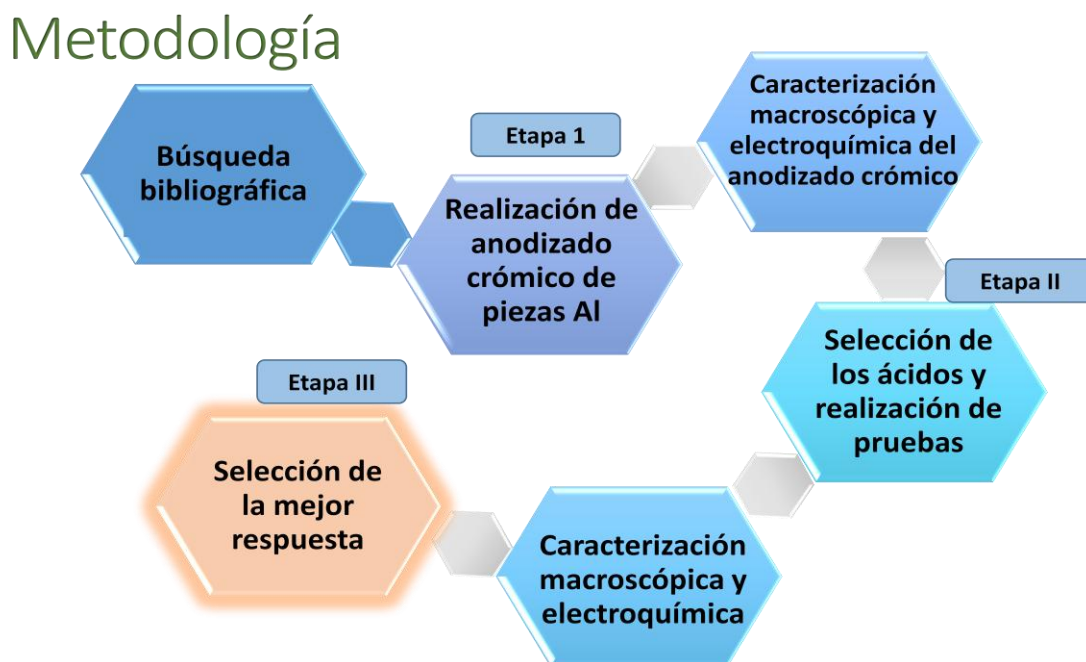 Metodología
Búsqueda
bibliográfica
Etapa 1
Realización de
anodizado
crómico de
piezas Al
Caracterización
macroscópica y
electroquímica del
anodizado crómico
Etapa II
Selección de
los ácidos y
realización de
pruebas
Caracterización
macroscópica y
electroquímica
Etapa III
Selección de
la mejor
respuesta